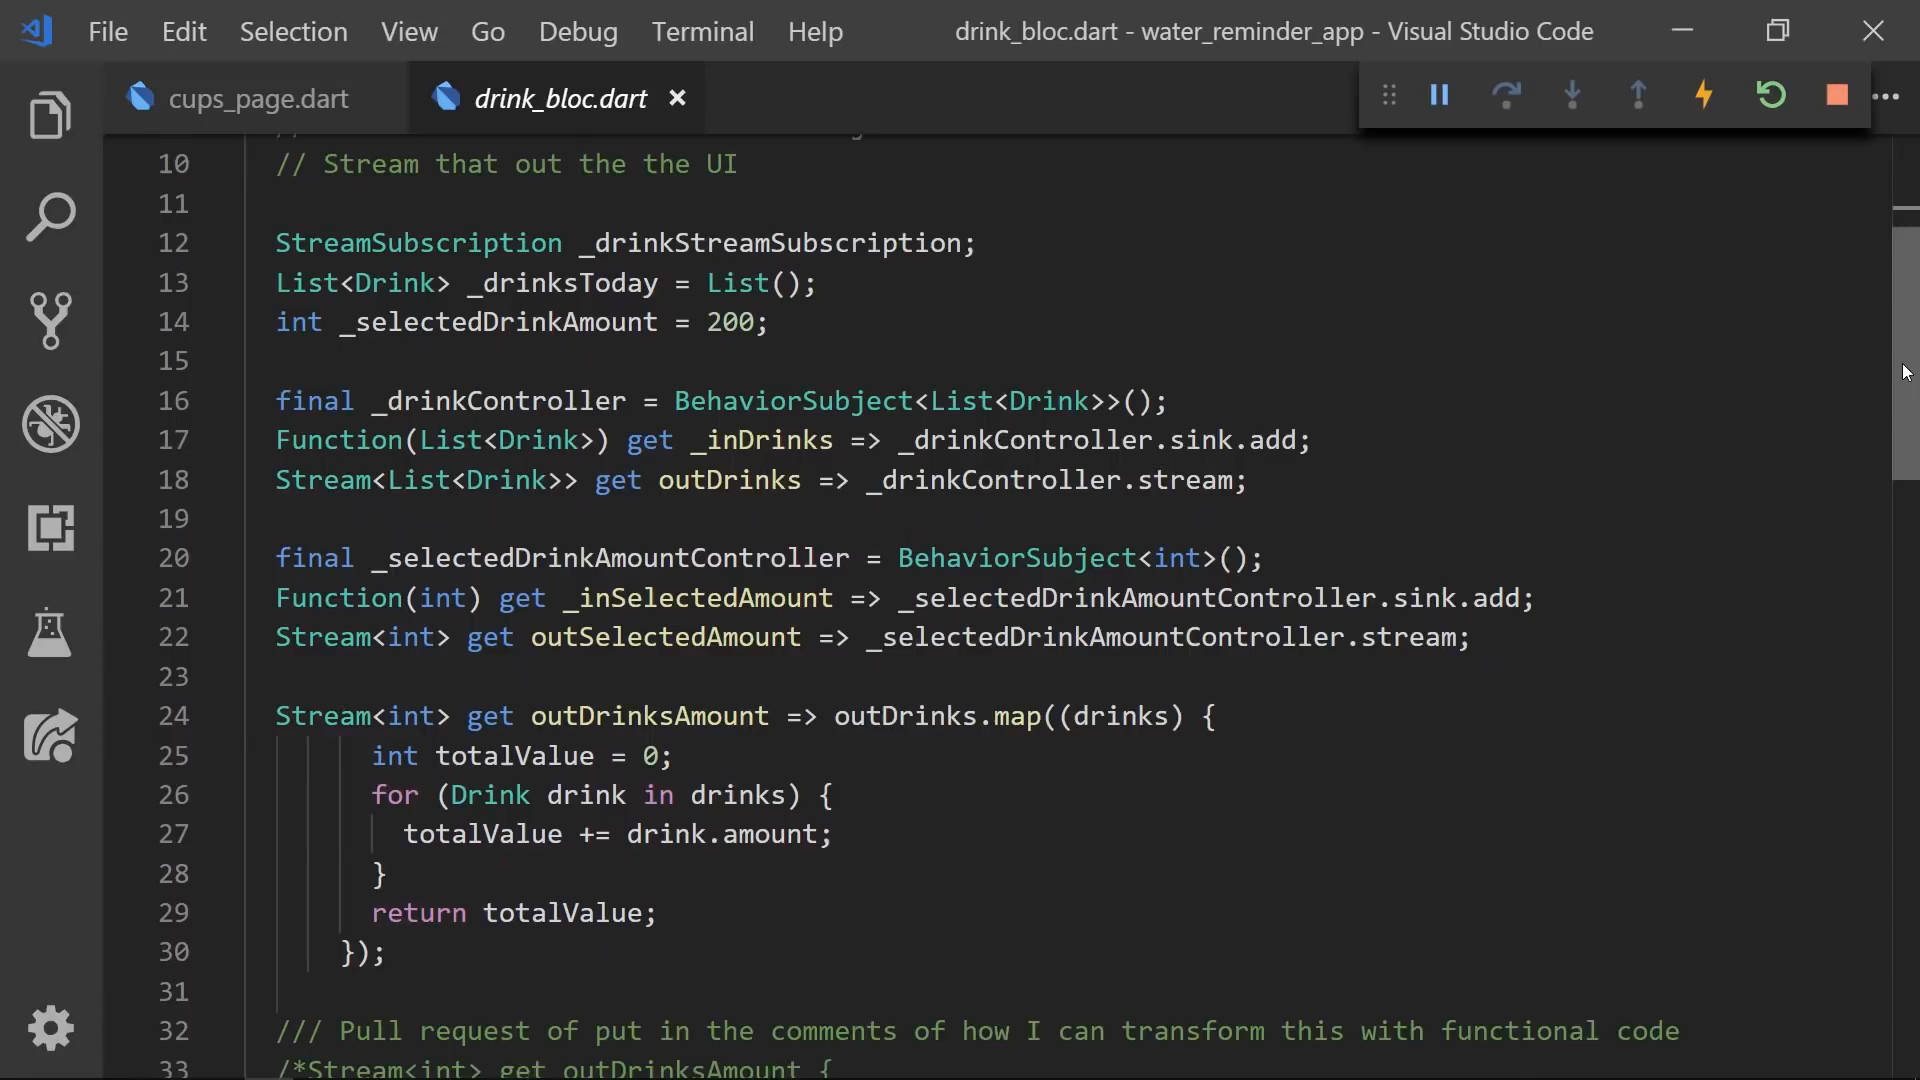 File Edit Selection View Go Debug Terminal Help drink_bloc.dart - water_reminder_app - Visual Studio Code
cups_page.dart drink_bloc.dart
10 // Stream that out the the UI
11
12 StreamSubscription _drinkStreamSubscription;
13 List<Drink> _drinksToday = List();
14 int _selectedDrinkAmount = 200;
15
16 final _drinkController = BehaviorSubject<List<Drink>>();
17 Function(List<Drink>) get _inDrinks => _drinkController.sink.add;
18 Stream<List<Drink>> get outDrinks => _drinkController.stream;
19
20 final _selectedDrinkAmountController = BehaviorSubject<int>();
21 Function(int) get _inSelectedAmount => _selectedDrinkAmountController.sink.add;
22 Stream<int> get outSelectedAmount => _selectedDrinkAmountController.stream;
23
24 Stream<int> get outDrinksAmount => outDrinks.map((drinks) {
25 int totalValue = 0;
26 for (Drink drink in drinks) {
27 totalValue += drink.amount;
28 }
29 return totalValue;
30 });
31
32 /// Pull request of put in the comments of how I can transform this with functional code
33 /*Stream<int> get outDrinksAmount {